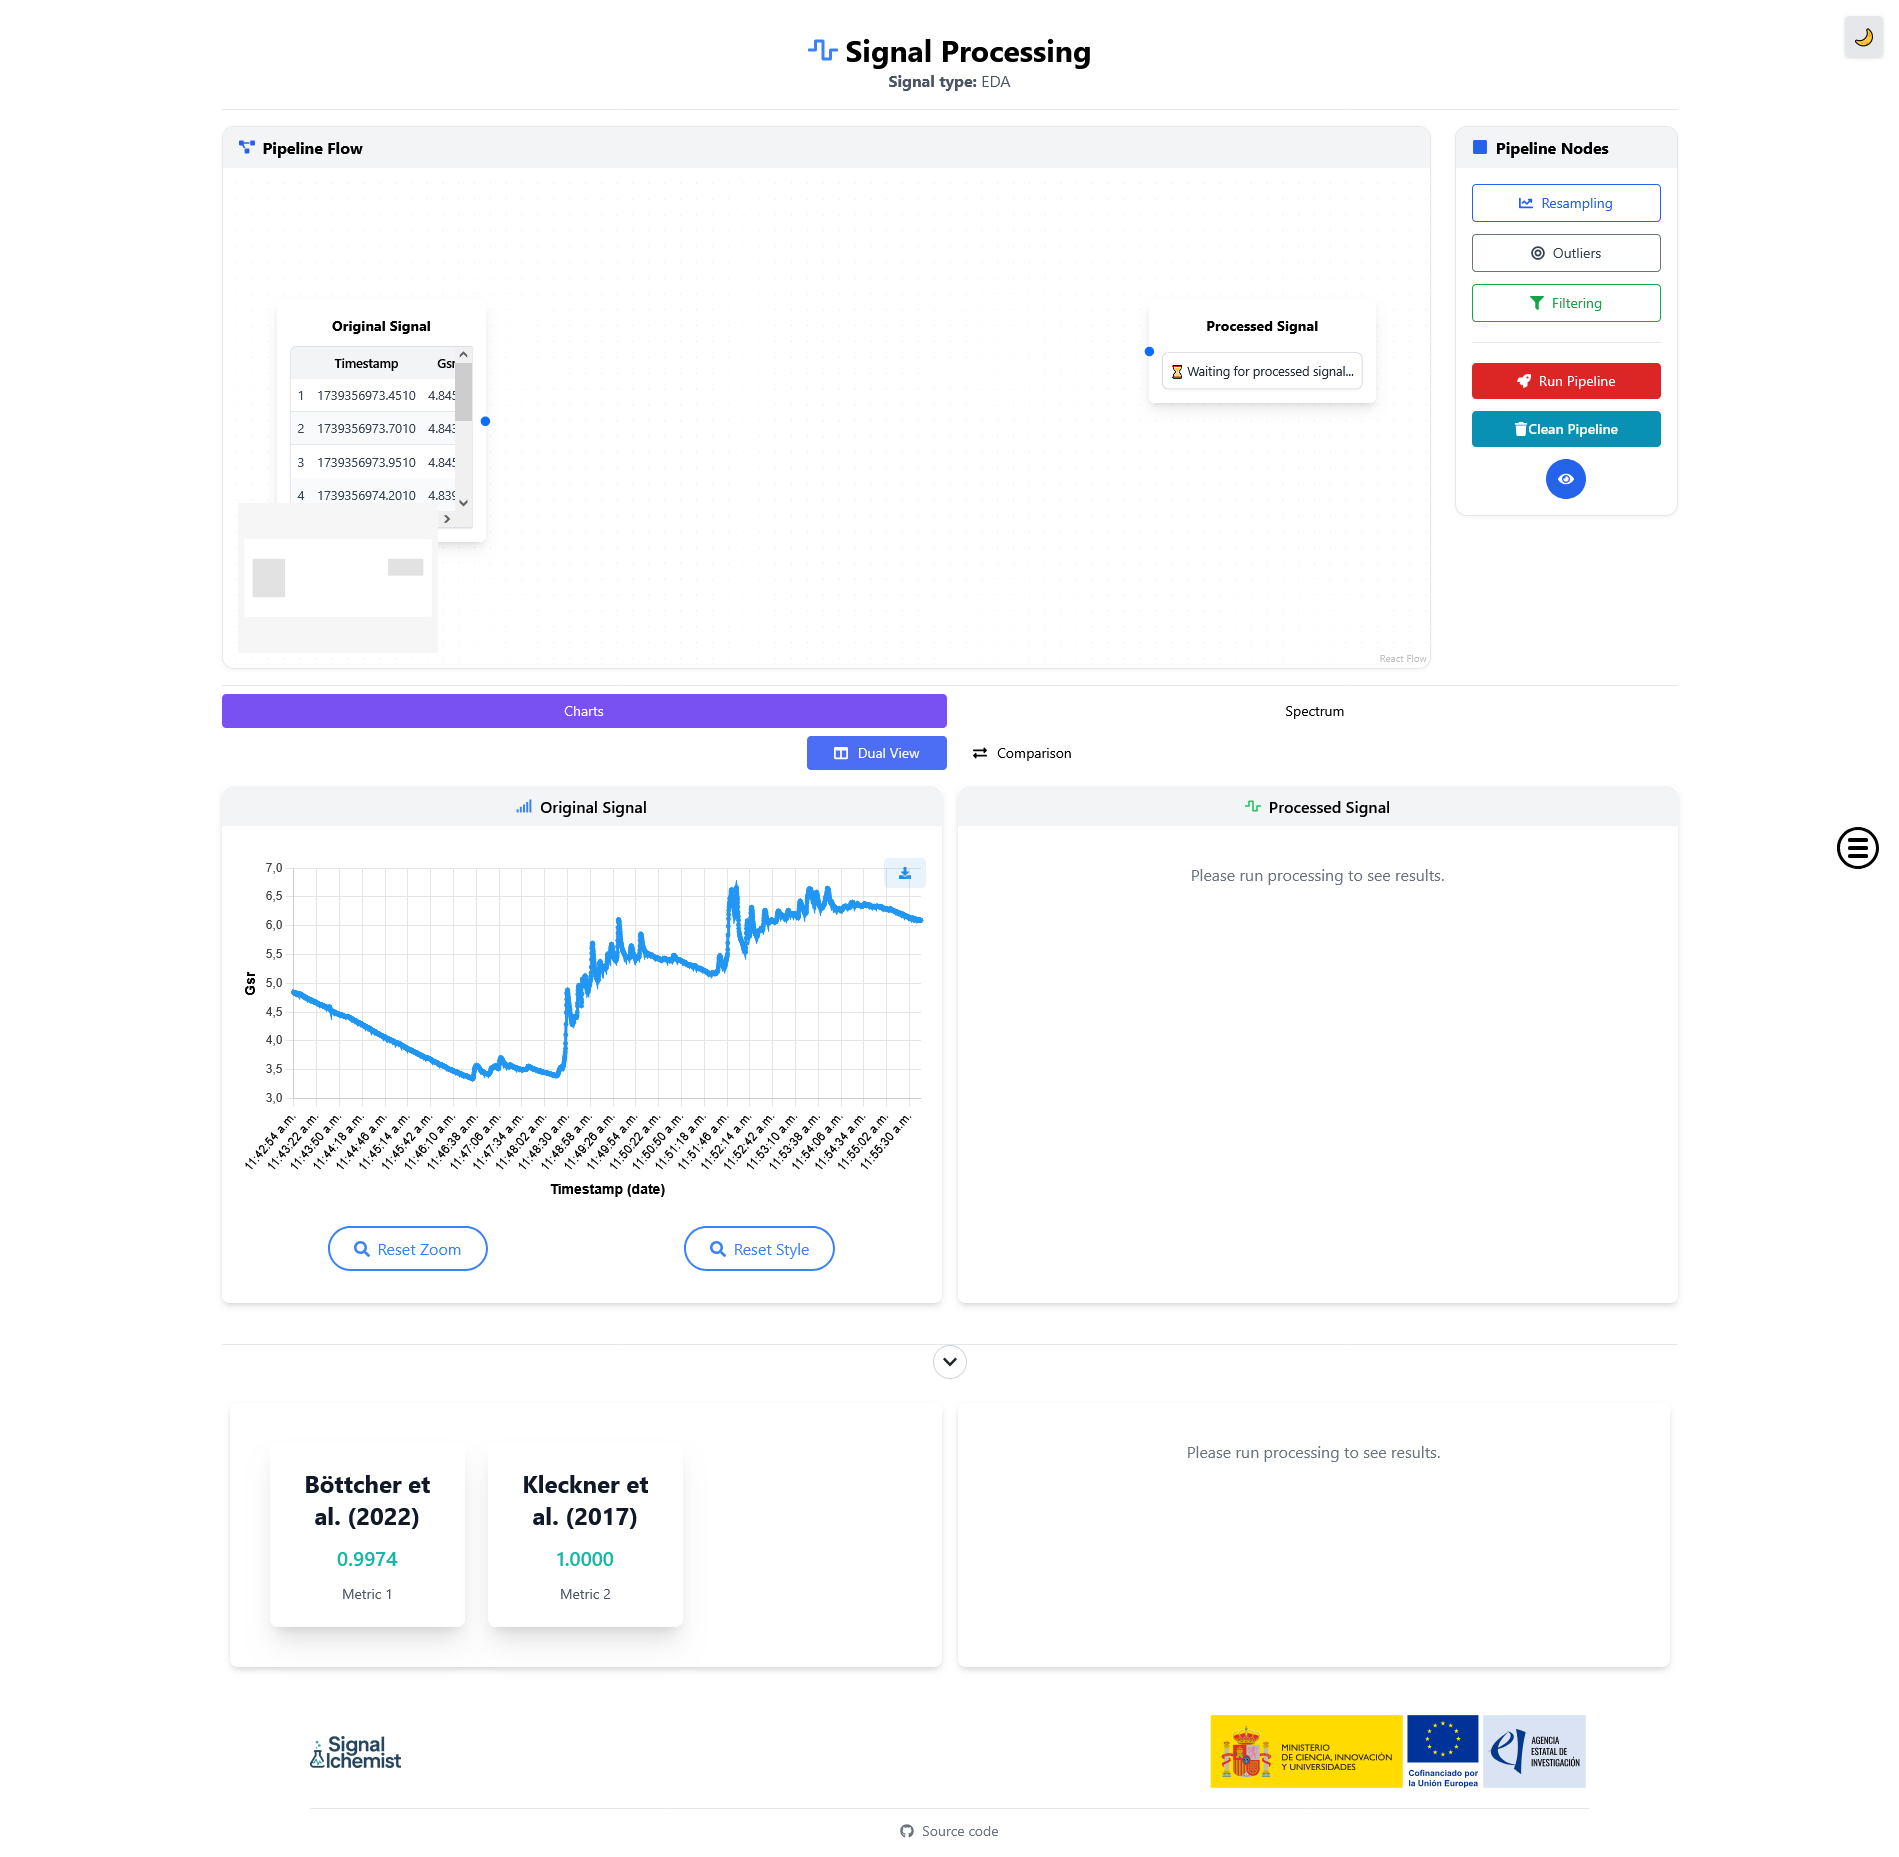 Signal Processing
Signal type: EDA
Pipeline Flow
Original Signal
Timestamp Gsr
1 1739356973.4510 4.845
2 1739356973.7010 4.843
3 1739356973.9510 4.845
4 1739356974.2010 4.839
Processed Signal
Waiting for processed signal...
React Flow
Pipeline Nodes
Resampling
Outliers
Filtering
Run Pipeline
Clean Pipeline
Charts
Spectrum
Dual View
Comparison
Original Signal
Gsr
7,0
6,5
6,0
5,5
5,0
4,5
4,0
3,5
3,0
11:42:54 a.m.
11:43:22 a.m.
11:43:50 a.m.
11:44:18 a.m.
11:44:46 a.m.
11:45:14 a.m.
11:45:42 a.m.
11:46:10 a.m.
11:46:38 a.m.
11:47:06 a.m.
11:47:34 a.m.
11:48:02 a.m.
11:48:30 a.m.
11:48:58 a.m.
11:49:26 a.m.
11:49:54 a.m.
11:50:22 a.m.
11:50:50 a.m.
11:51:18 a.m.
11:51:46 a.m.
11:52:14 a.m.
11:52:42 a.m.
11:53:10 a.m.
11:53:38 a.m.
11:54:06 a.m.
11:54:34 a.m.
11:55:02 a.m.
11:55:30 a.m.
Timestamp (date)
Reset Zoom
Reset Style
Processed Signal
Please run processing to see results.
Böttcher et
al. (2022)
0.9974
Metric 1
Kleckner et
al. (2017)
1.0000
Metric 2
Please run processing to see results.
Signal
lchemist
MINISTERIO
DE CIENCIA, INNOVACIÓN
Y UNIVERSIDADES
Cofinanciado por
la Unión Europea
AGENCIA
ESTATAL DE
INVESTIGACIÓN
Source code